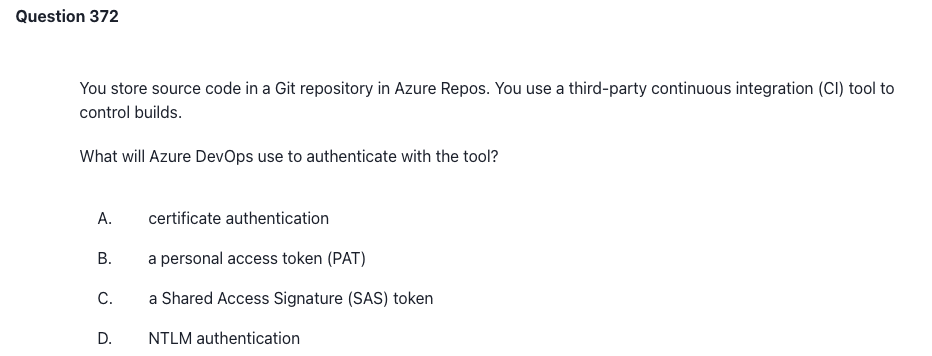 Question 372
You store source code in a Git repository in Azure Repos. You use a third-party continuous integration (CI) tool to
control builds.
What will Azure DevOps use to authenticate with the tool?
A. certificate authentication
B. a personal access token (PAT)
C. a Shared Access Signature (SAS) token
D. NTLM authentication